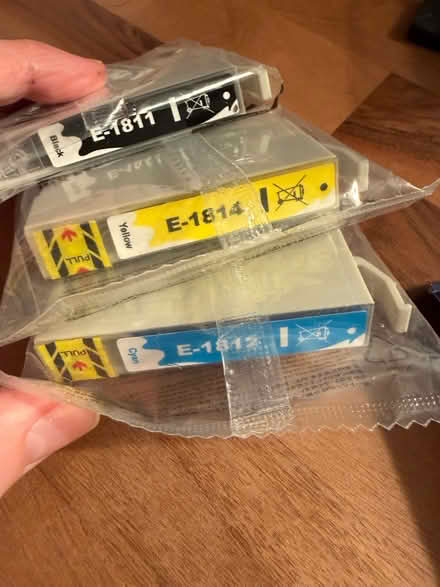 Black
E-1811
Yellow
E-1814
PULL
Cyan
E-1812
PULL